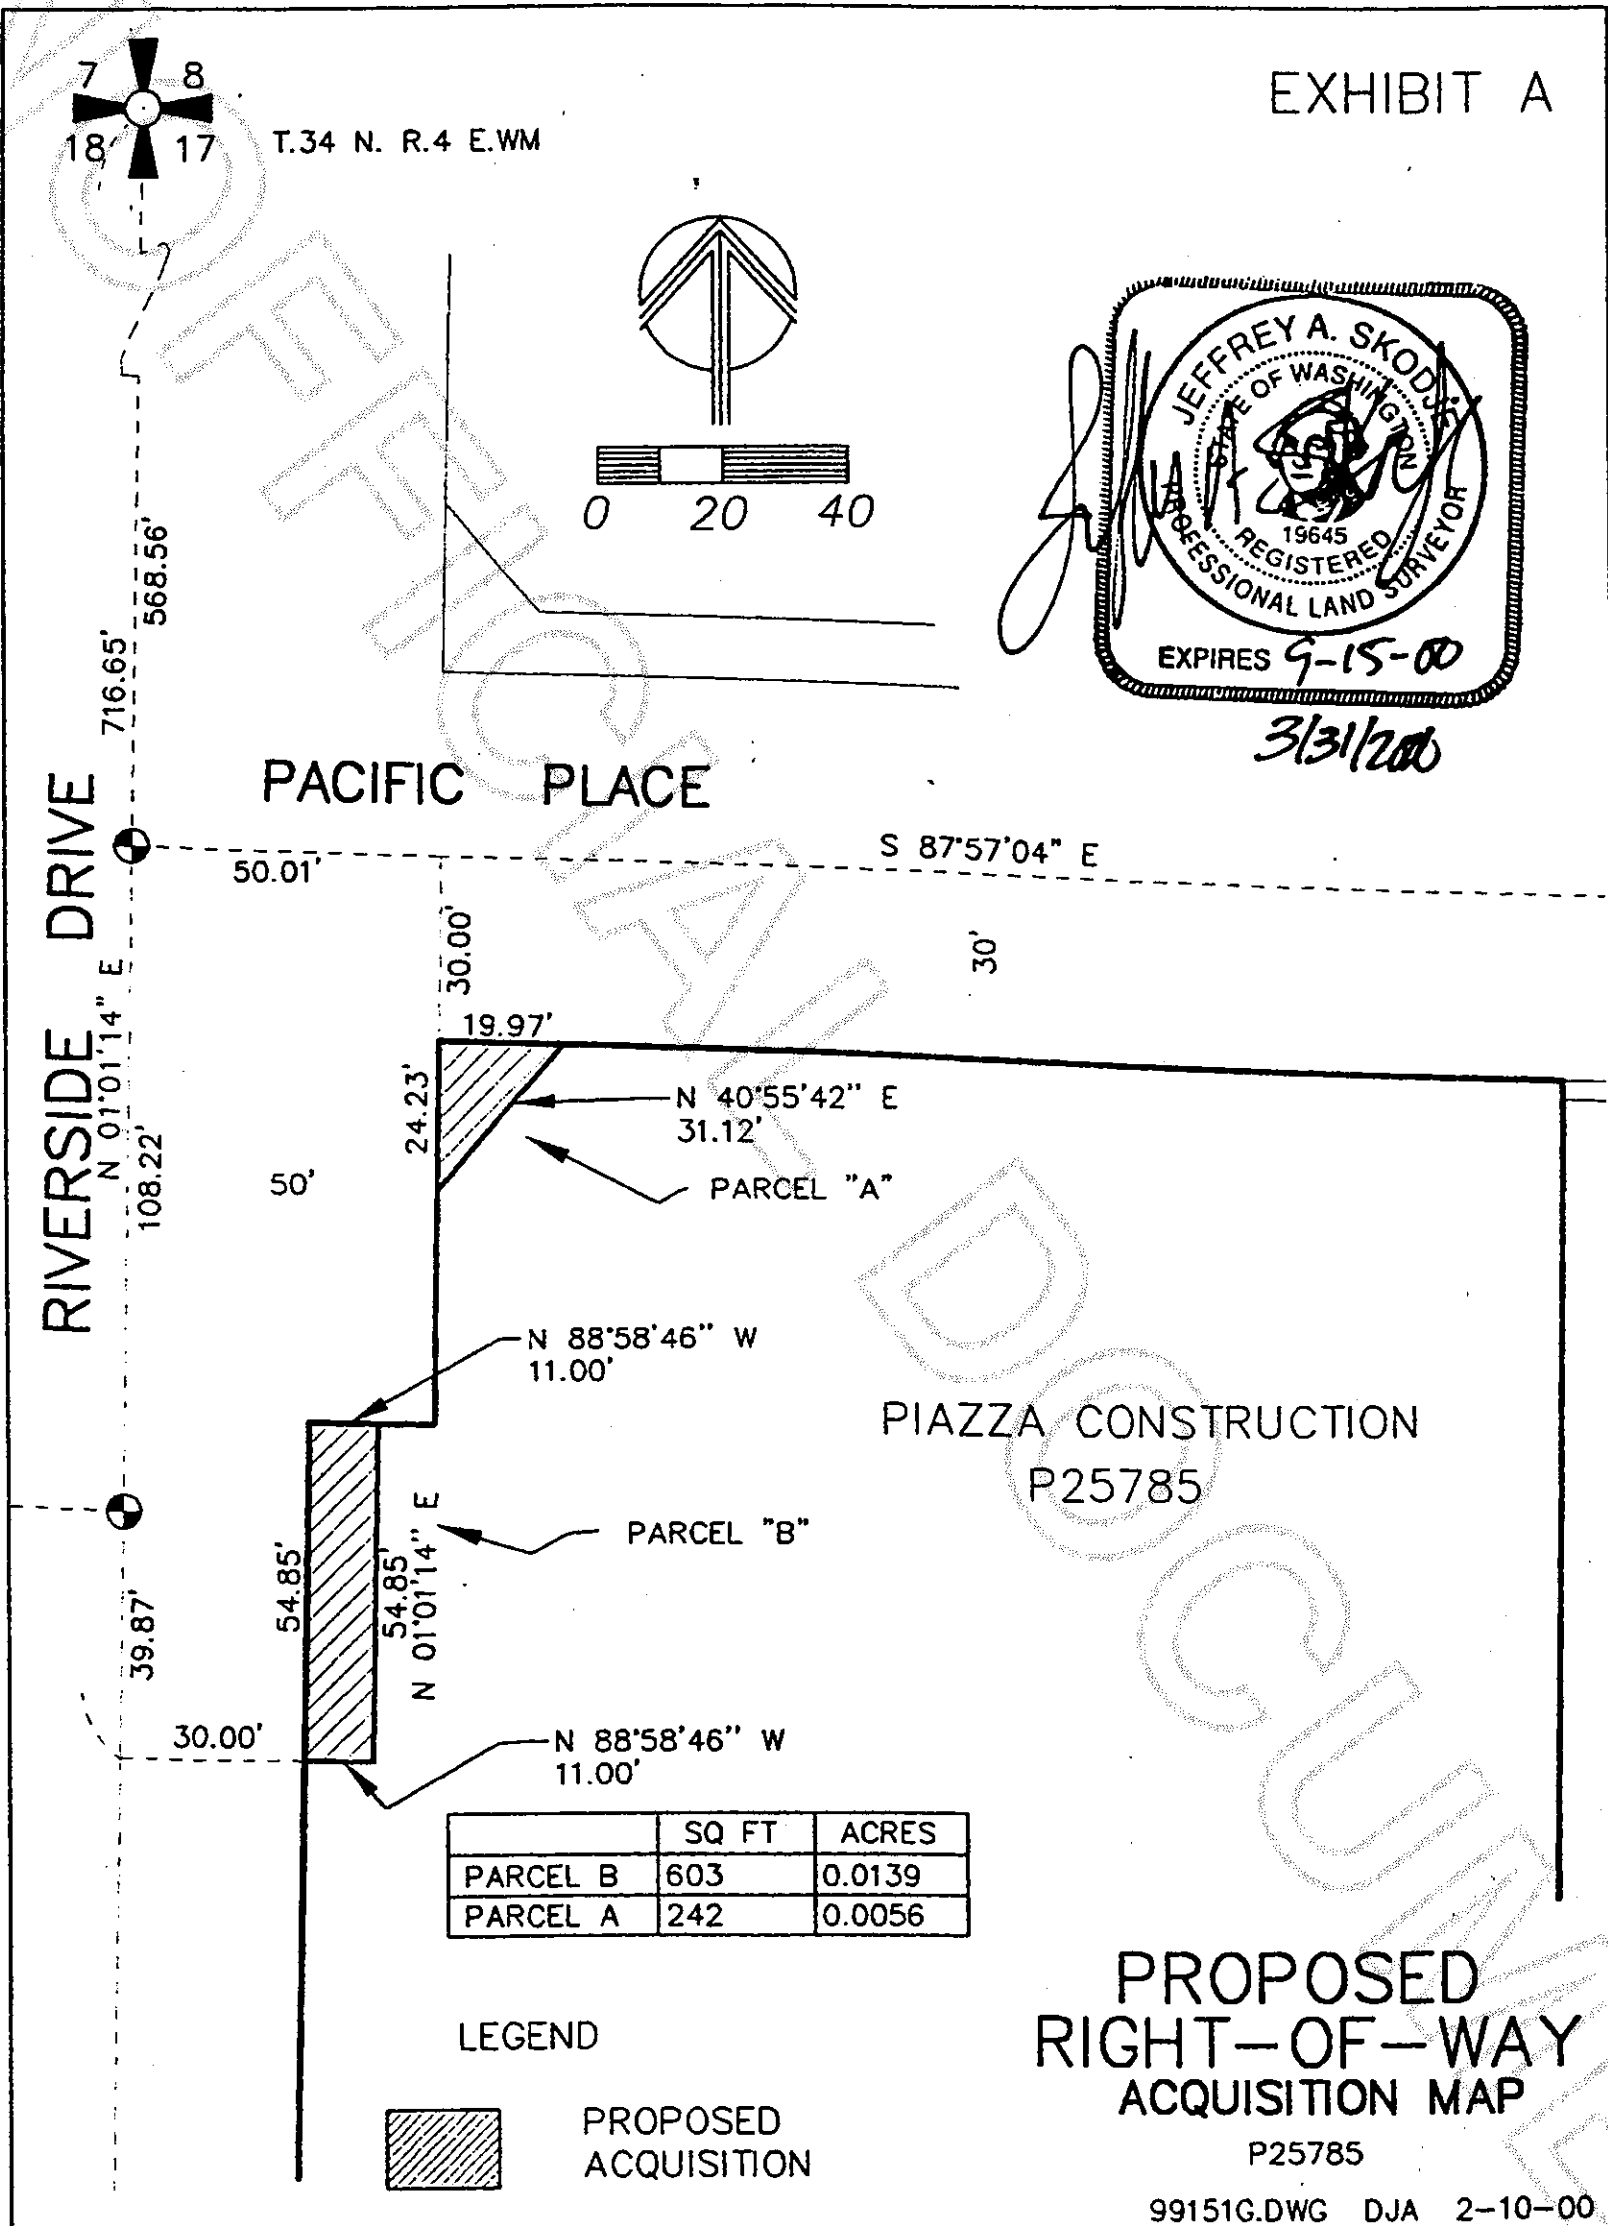 EXHIBIT A
7 8
18 17
T.34 N. R.4 E.WM
0 20 40
JEFFREY A. SKODJE
STATE OF WASHINGTON
19645
REGISTERED
PROFESSIONAL LAND SURVEYOR
EXPIRES 9-15-00
3/31/2000
716.65'
568.56'
PACIFIC PLACE
RIVERSIDE DRIVE
S 87°57'04" E
50.01'
30.00'
30'
N 01°01'14" E
108.22'
19.97'
24.23'
N 40°55'42" E
31.12'
PARCEL "A"
50'
N 88°58'46" W
11.00'
PIAZZA CONSTRUCTION
P25785
PARCEL "B"
54.85'
54.85'
N 01°01'14" E
39.87'
30.00'
N 88°58'46" W
11.00'
SQ FT ACRES
PARCEL B 603 0.0139
PARCEL A 242 0.0056
LEGEND
PROPOSED
ACQUISITION
PROPOSED
RIGHT-OF-WAY
ACQUISITION MAP
P25785
99151G.DWG DJA 2-10-00